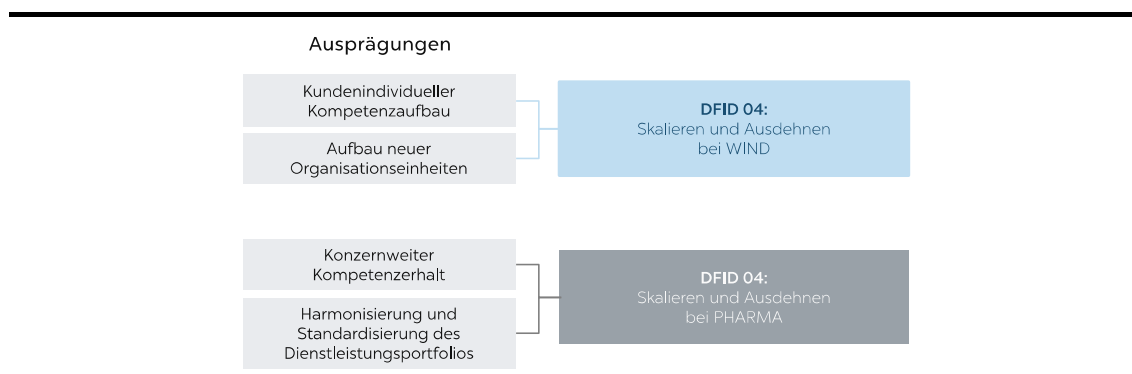 Ausprägungen
Kundenindividueller
Kompetenzaufbau
Aufbau neuer
Organisationseinheiten
DFID 04:
Skalieren und Ausdehnen
bei WIND
Konzernweiter
Kompetenzerhalt
Harmonisierung und
Standardisierung des
Dienstleistungsportfolios
DFID 04:
Skalieren und Ausdehnen
bei PHARMA